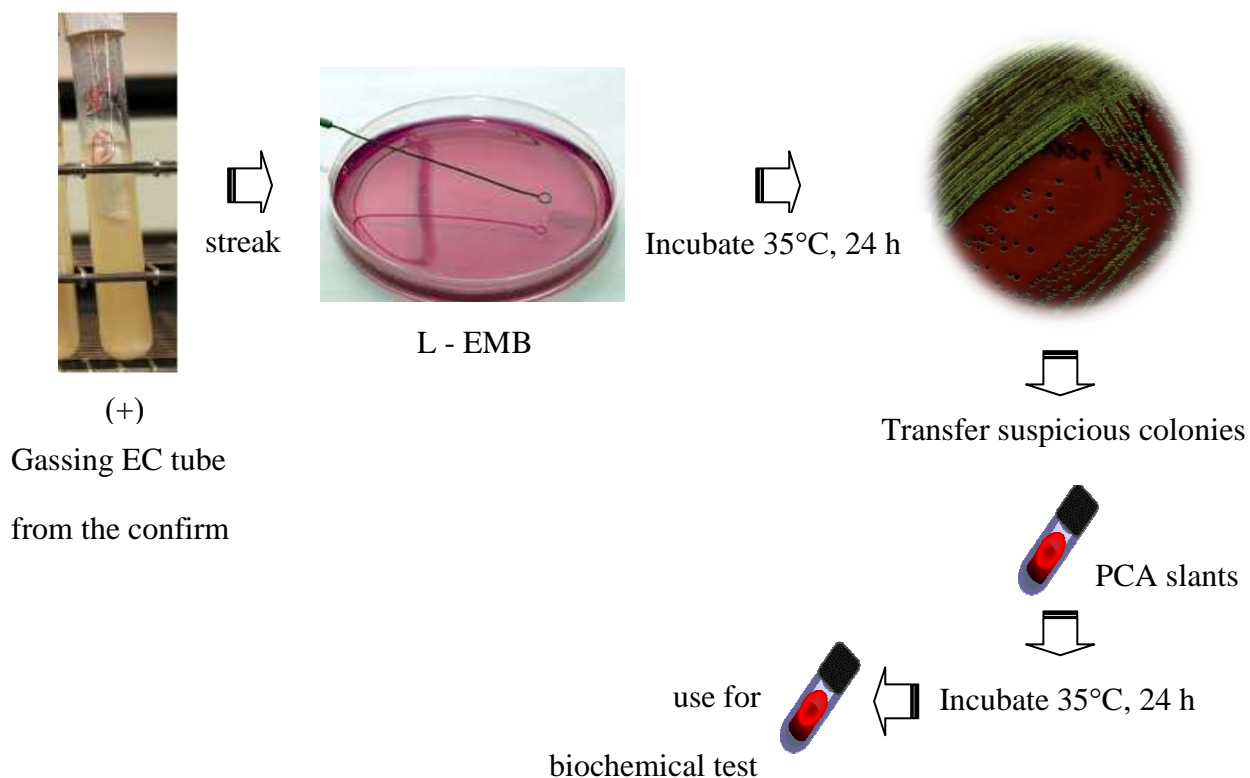 streak
Incubate 35°C, 24 h
L - EMB
(+)
Gassing EC tube
from the confirm
Transfer suspicious colonies
PCA slants
Incubate 35°C, 24 h
use for
biochemical test